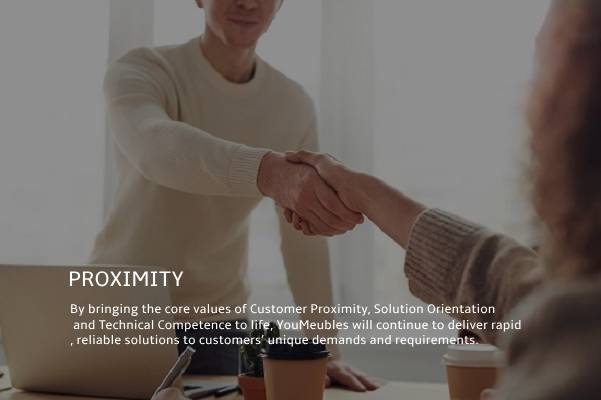 PROXIMITY
By bringing the core values of Customer Proximity, Solution Orientation
and Technical Competence to life, YouMeubles will continue to deliver rapid
, reliable solutions to customers' unique demands and requirements.